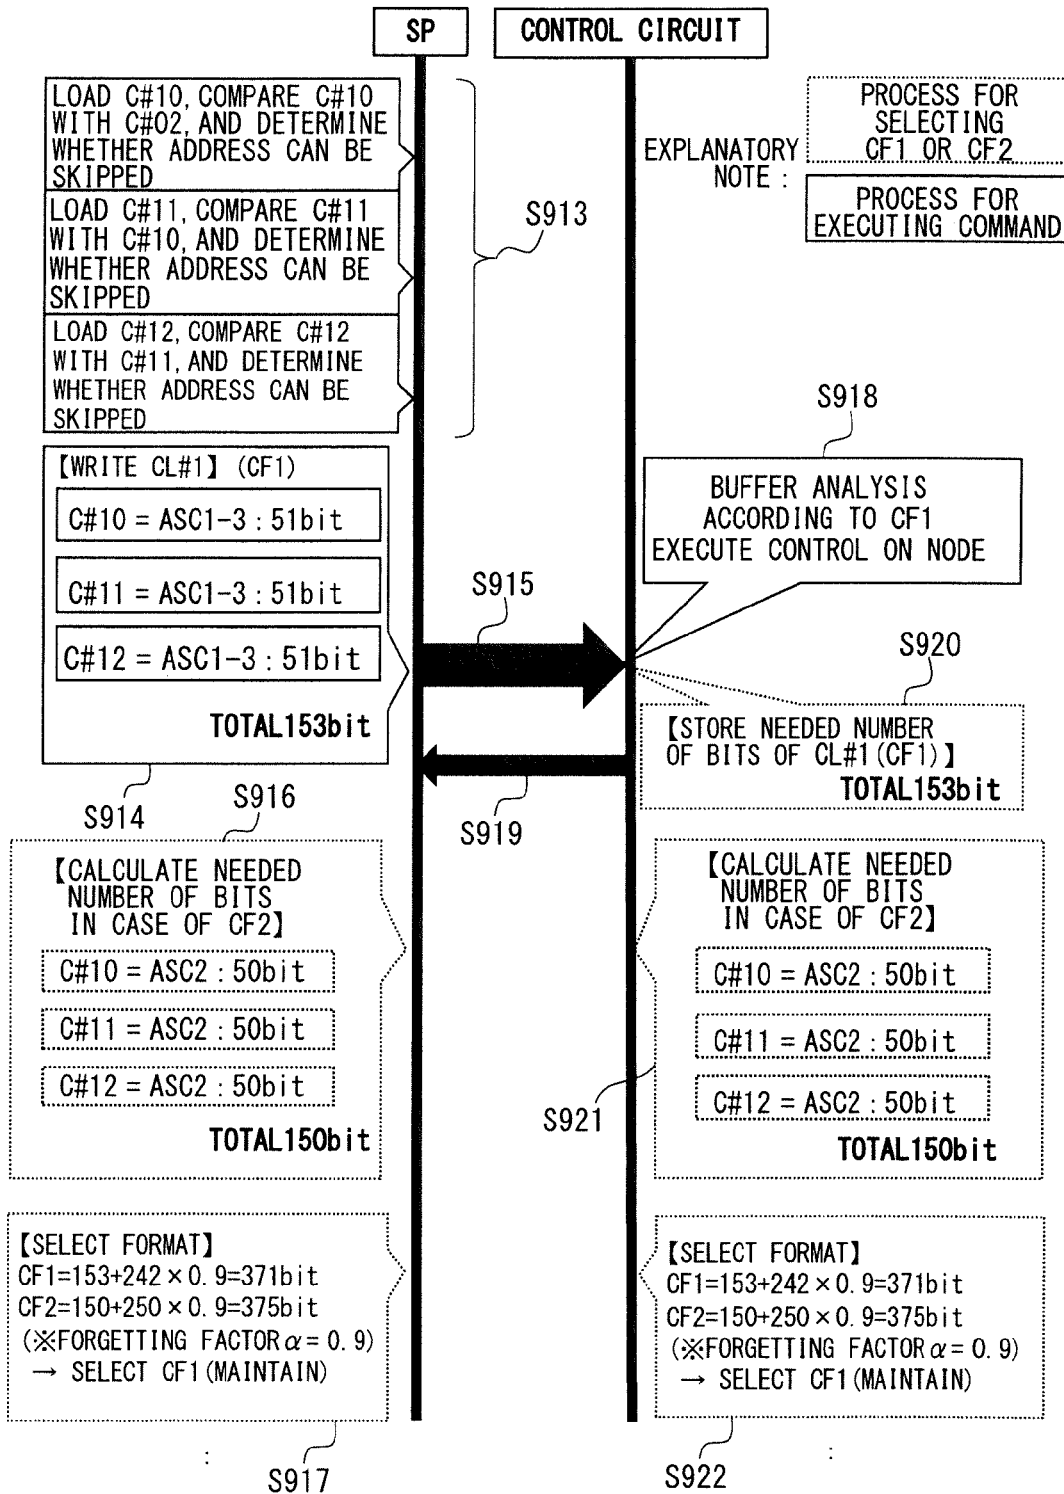 SP
CONTROL CIRCUIT
LOAD C#10, COMPARE C#10
WITH C#02, AND DETERMINE
WHETHER ADDRESS CAN BE
SKIPPED
LOAD C#11, COMPARE C#11
WITH C#10, AND DETERMINE
WHETHER ADDRESS CAN BE
SKIPPED
LOAD C#12, COMPARE C#12
WITH C#11, AND DETERMINE
WHETHER ADDRESS CAN BE
SKIPPED
S913
EXPLANATORY
NOTE :
PROCESS FOR
SELECTING
CF1 OR CF2
PROCESS FOR
EXECUTING COMMAND
【WRITE CL#1】 (CF1)
C#10 = ASC1-3 : 51bit
C#11 = ASC1-3 : 51bit
C#12 = ASC1-3 : 51bit
TOTAL153bit
S914
S915
S918
BUFFER ANALYSIS
ACCORDING TO CF1
EXECUTE CONTROL ON NODE
S920
【STORE NEEDED NUMBER
OF BITS OF CL#1 (CF1) 】
TOTAL153bit
S919
S916
【CALCULATE NEEDED
NUMBER OF BITS
IN CASE OF CF2】
C#10 = ASC2 : 50bit
C#11 = ASC2 : 50bit
C#12 = ASC2 : 50bit
TOTAL150bit
【CALCULATE NEEDED
NUMBER OF BITS
IN CASE OF CF2】
C#10 = ASC2 : 50bit
C#11 = ASC2 : 50bit
C#12 = ASC2 : 50bit
TOTAL150bit
S921
【SELECT FORMAT】
CF1=153+242×0.9=371bit
CF2=150+250×0.9=375bit
(※FORGETTING FACTOR α= 0.9)
→ SELECT CF1 (MAINTAIN)
S917
【SELECT FORMAT】
CF1=153+242×0.9=371bit
CF2=150+250×0.9=375bit
(※FORGETTING FACTOR α= 0.9)
→ SELECT CF1 (MAINTAIN)
S922
:
: